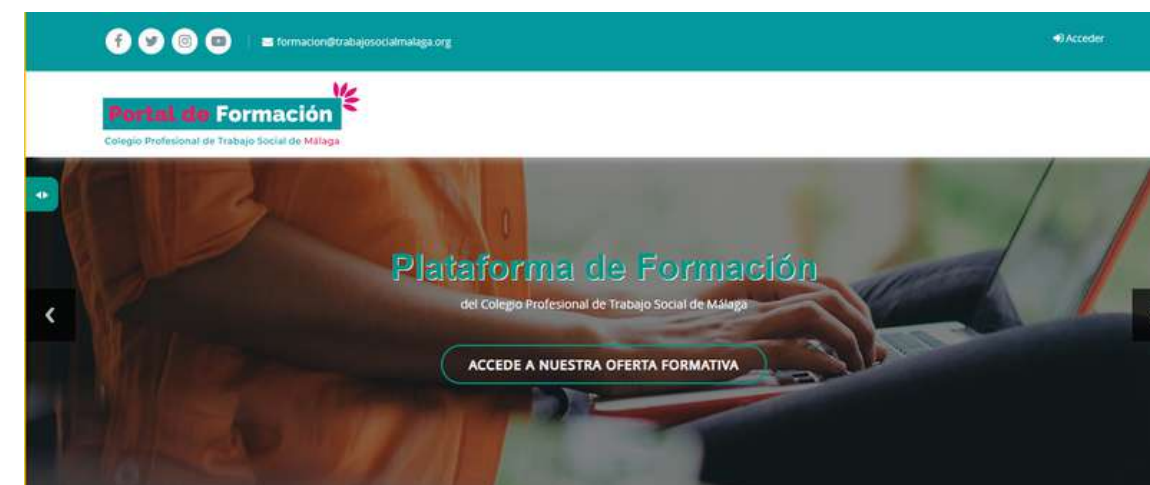 formacion@trabajosocialmalaga.org
Acceder
Portal de Formación
Colegio Profesional de Trabajo Social de Málaga
Plataforma de Formación
del Colegio Profesional de Trabajo Social de Málaga
ACCEDE A NUESTRA OFERTA FORMATIVA